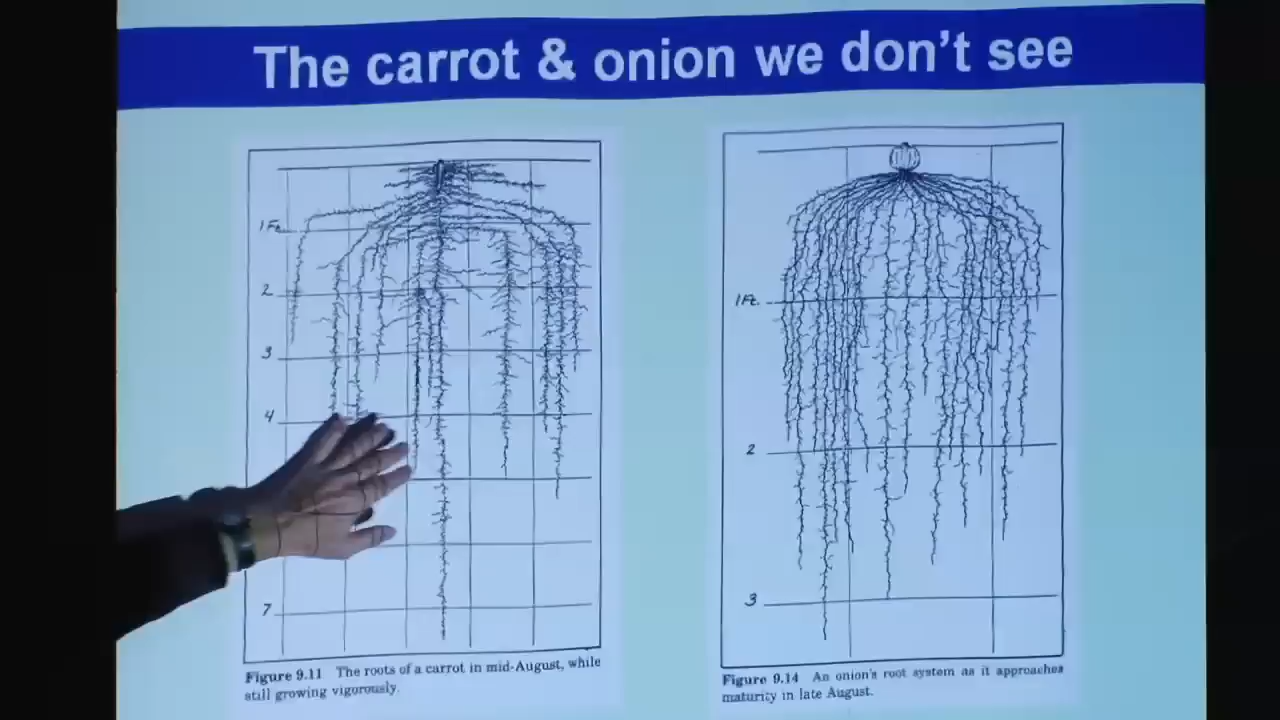 The carrot & onion we don't see
1 Ft.
2
3
4
7
Figure 9.11 The roots of a carrot in mid-August, while
still growing vigorously.
1 Ft.
2
3
Figure 9.14 An onion's root system as it approaches
maturity in late August.